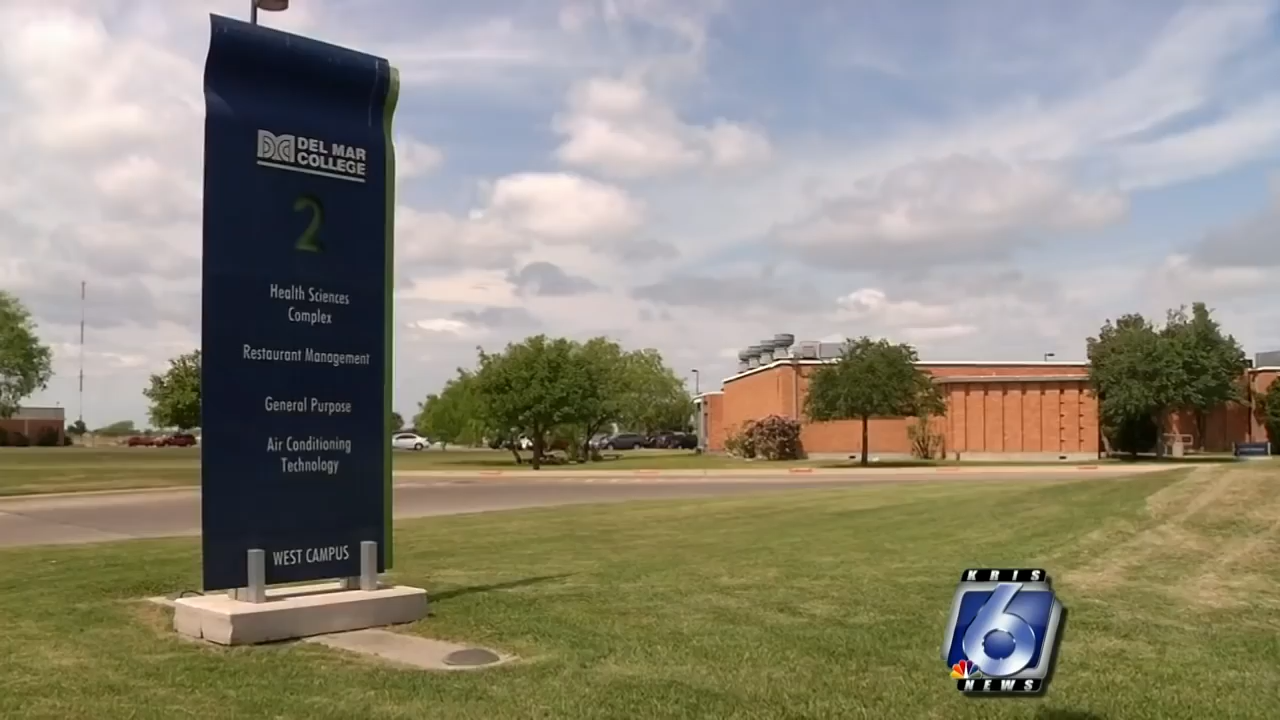 DEL MAR
COLLEGE
2
Health Sciences
Complex
Restaurant Management
General Purpose
Air Conditioning
Technology
WEST CAMPUS
KRIS
6
NEWS